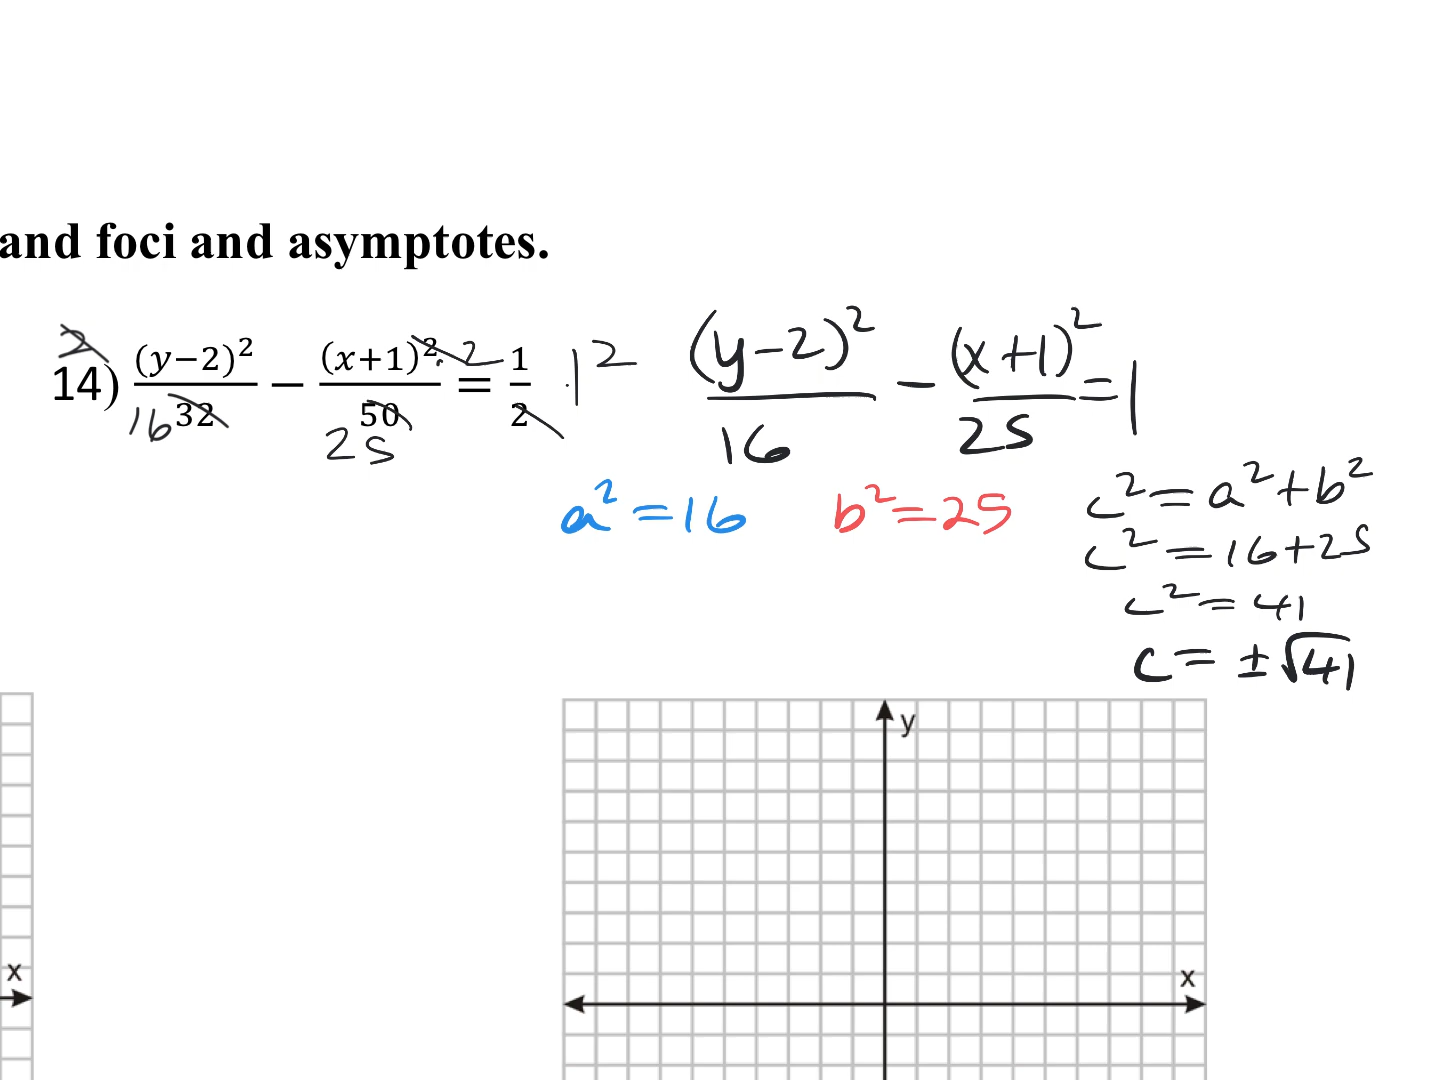 and foci and asymptotes.
2 14) (y−2)²/32 − (x+1)²/50 · 2 = 1/2 · 2
16 25 1
(y-2)²/16 - (x+1)²/25 = 1
a² = 16 b² = 25
c² = a² + b²
c² = 16 + 25
c² = 41
c = ±√41
y
x
x